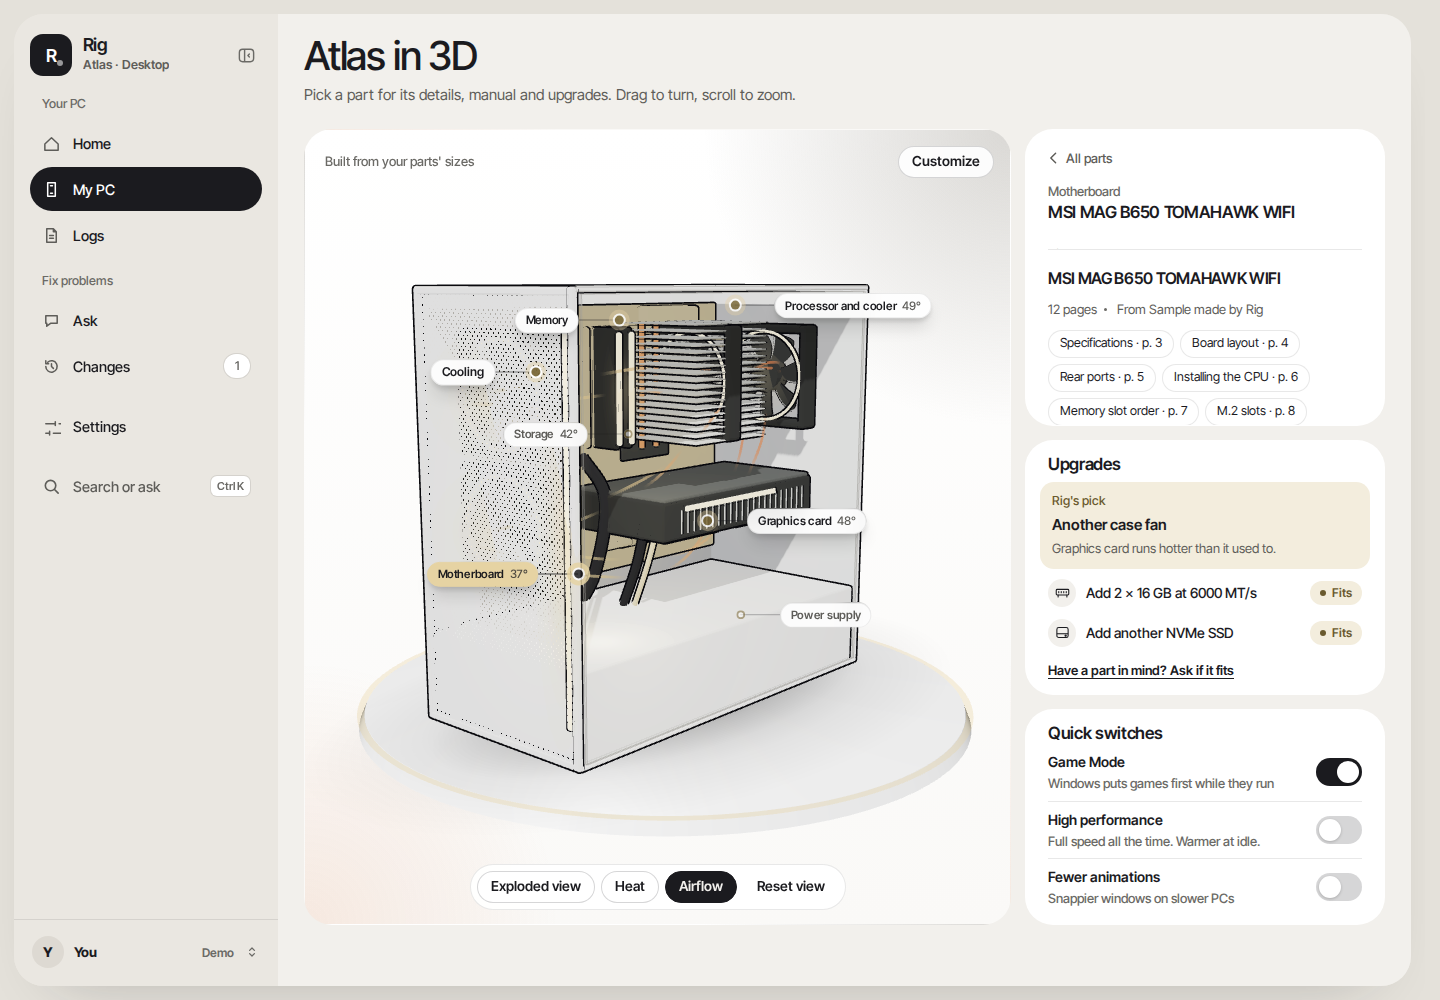 R
Rig
Atlas · Desktop
Your PC
Home
My PC
Logs
Fix problems
Ask
Changes
1
Settings
Search or ask
Ctrl K
Y
You
Demo
Atlas in 3D
Pick a part for its details, manual and upgrades. Drag to turn, scroll to zoom.
Built from your parts' sizes
Customize
Processor and cooler 49°
Memory
Cooling
Storage 42°
Graphics card 48°
Motherboard 37°
Power supply
Exploded view
Heat
Airflow
Reset view
All parts
Motherboard
MSI MAG B650 TOMAHAWK WIFI
MSI MAG B650 TOMAHAWK WIFI
12 pages • From Sample made by Rig
Specifications · p. 3
Board layout · p. 4
Rear ports · p. 5
Installing the CPU · p. 6
Memory slot order · p. 7
M.2 slots · p. 8
Upgrades
Rig's pick
Another case fan
Graphics card runs hotter than it used to.
Add 2 × 16 GB at 6000 MT/s
Fits
Add another NVMe SSD
Fits
Have a part in mind? Ask if it fits
Quick switches
Game Mode
Windows puts games first while they run
High performance
Full speed all the time. Warmer at idle.
Fewer animations
Snappier windows on slower PCs